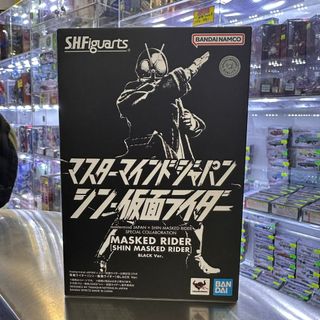 S.H.Figuarts
BANDAI NAMCO
マスターマインドジャパン
シン・仮面ライダー
mastermind JAPAN × SHIN MASKED RIDER
SPECIAL COLLABORATION
MASKED RIDER
[SHIN MASKED RIDER]
BLACK Ver.
BANDAI